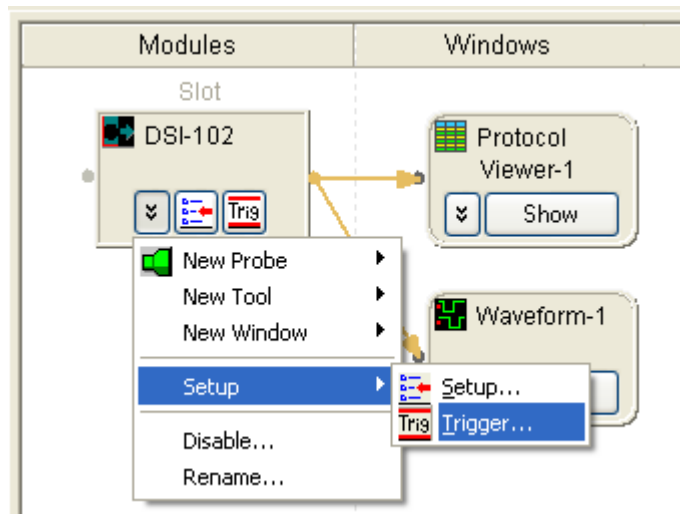 Modules
Windows
Slot
DSI-102
Trig
Protocol
Viewer-1
Show
New Probe
New Tool
New Window
Waveform-1
Setup
Setup...
Trig Trigger...
Disable...
Rename...